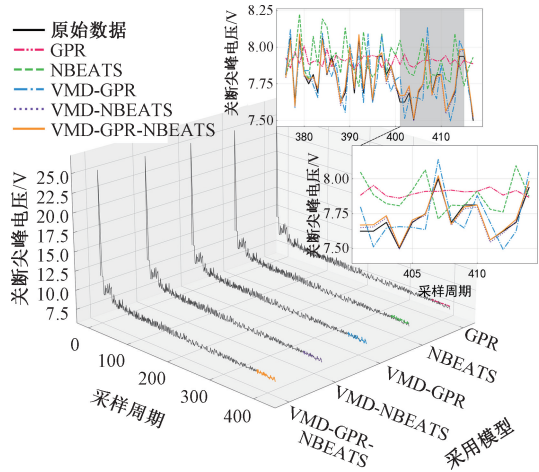 原始数据
GPR
NBEATS
VMD-GPR
VMD-NBEATS
VMD-GPR-NBEATS
关断尖峰电压/V
8.25
8.00
7.75
7.50
380
390
400
410
关断尖峰电压/V
8.00
7.75
7.50
405
410
采样周期
关断尖峰电压/V
25.0
22.5
20.0
17.5
15.0
12.5
10.0
7.5
0
100
200
300
400
采样周期
GPR
NBEATS
VMD-GPR
VMD-NBEATS
VMD-GPR-
NBEATS
采用模型